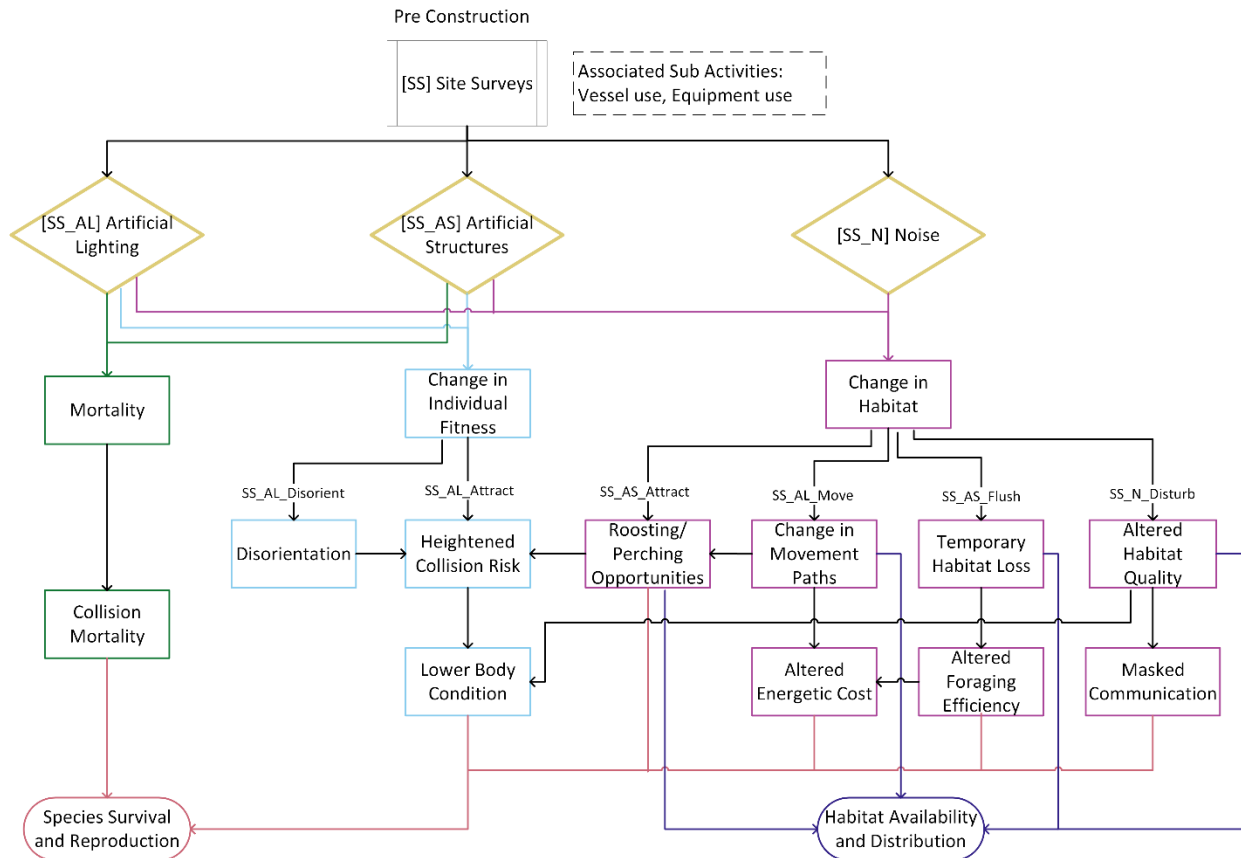 Pre Construction
[SS] Site Surveys
Associated Sub Activities:
Vessel use, Equipment use
[SS_AL] Artificial
Lighting
[SS_AS] Artificial
Structures
[SS_N] Noise
Mortality
Change in
Individual
Fitness
Change in
Habitat
SS_AL_Disorient
SS_AL_Attract
SS_AS_Attract
SS_AL_Move
SS_AS_Flush
SS_N_Disturb
Disorientation
Heightened
Collision Risk
Roosting/
Perching
Opportunities
Change in
Movement
Paths
Temporary
Habitat Loss
Altered
Habitat
Quality
Collision
Mortality
Lower Body
Condition
Altered
Energetic Cost
Altered
Foraging
Efficiency
Masked
Communication
Species Survival
and Reproduction
Habitat Availability
and Distribution